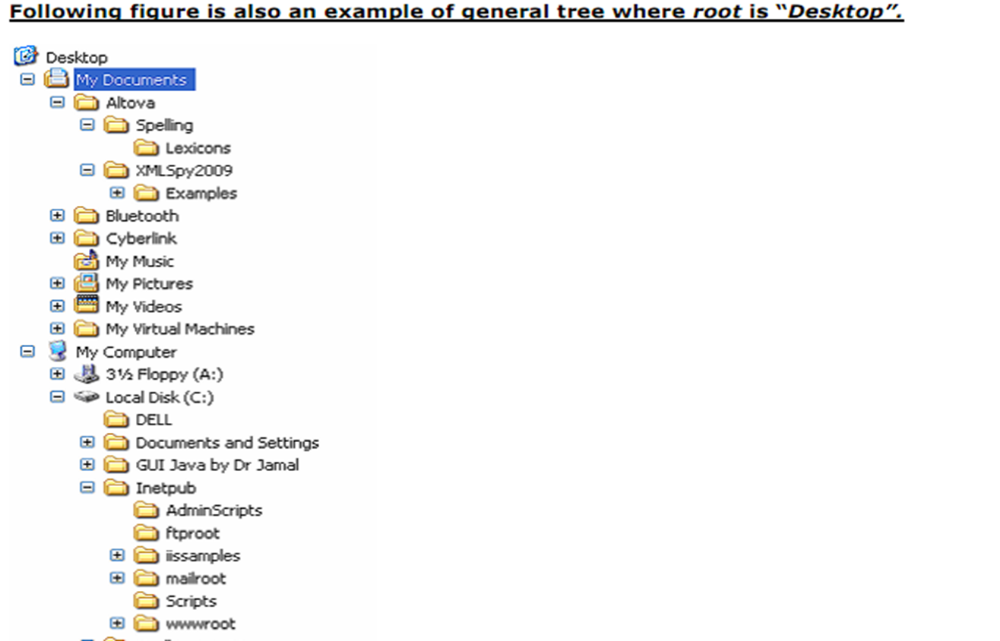 Following figure is also an example of general tree where root is “Desktop”.
Desktop
My Documents
Altova
Spelling
Lexicons
XMLSpy2009
Examples
Bluetooth
Cyberlink
My Music
My Pictures
My Videos
My Virtual Machines
My Computer
3½ Floppy (A:)
Local Disk (C:)
DELL
Documents and Settings
GUI Java by Dr Jamal
Inetpub
AdminScripts
ftproot
iissamples
mailroot
Scripts
wwwroot